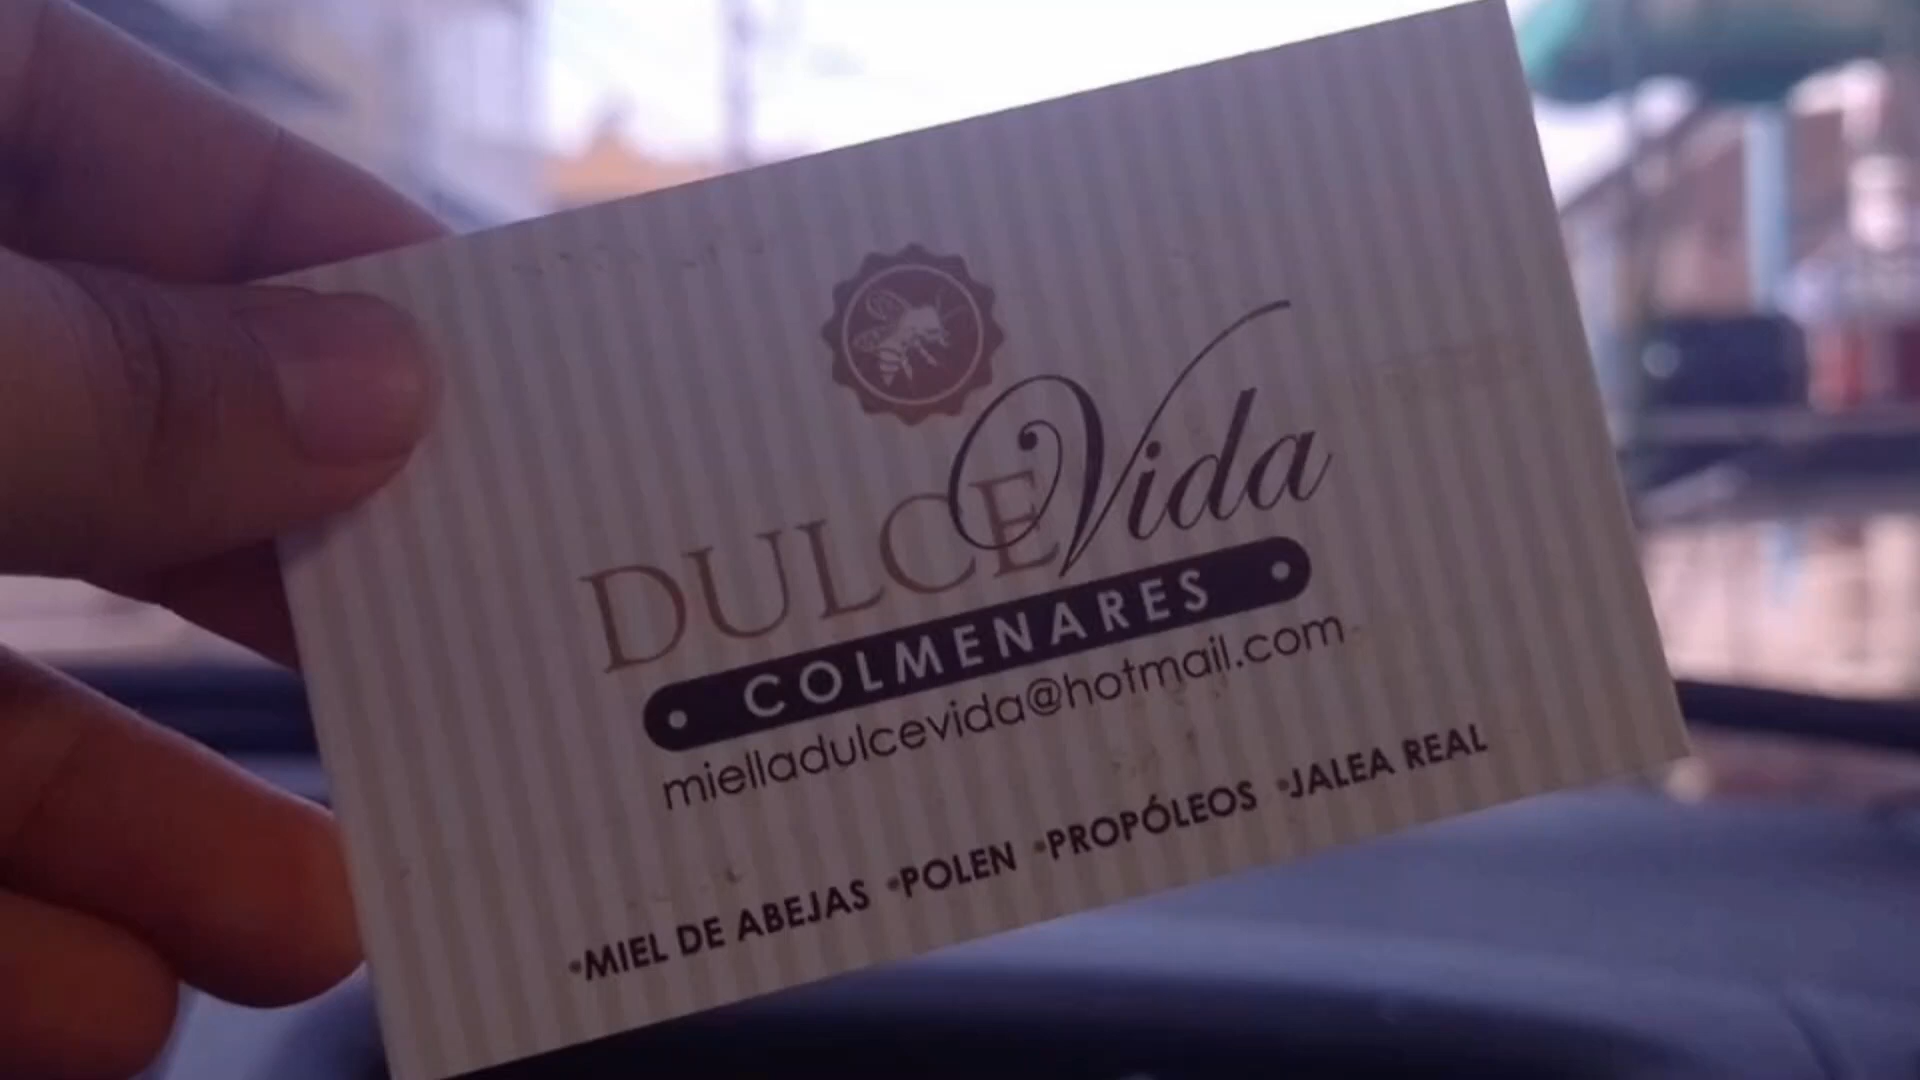 DULCE Vida
COLMENARES
mielladulcevida@hotmail.com
•MIEL DE ABEJAS •POLEN •PROPÓLEOS •JALEA REAL